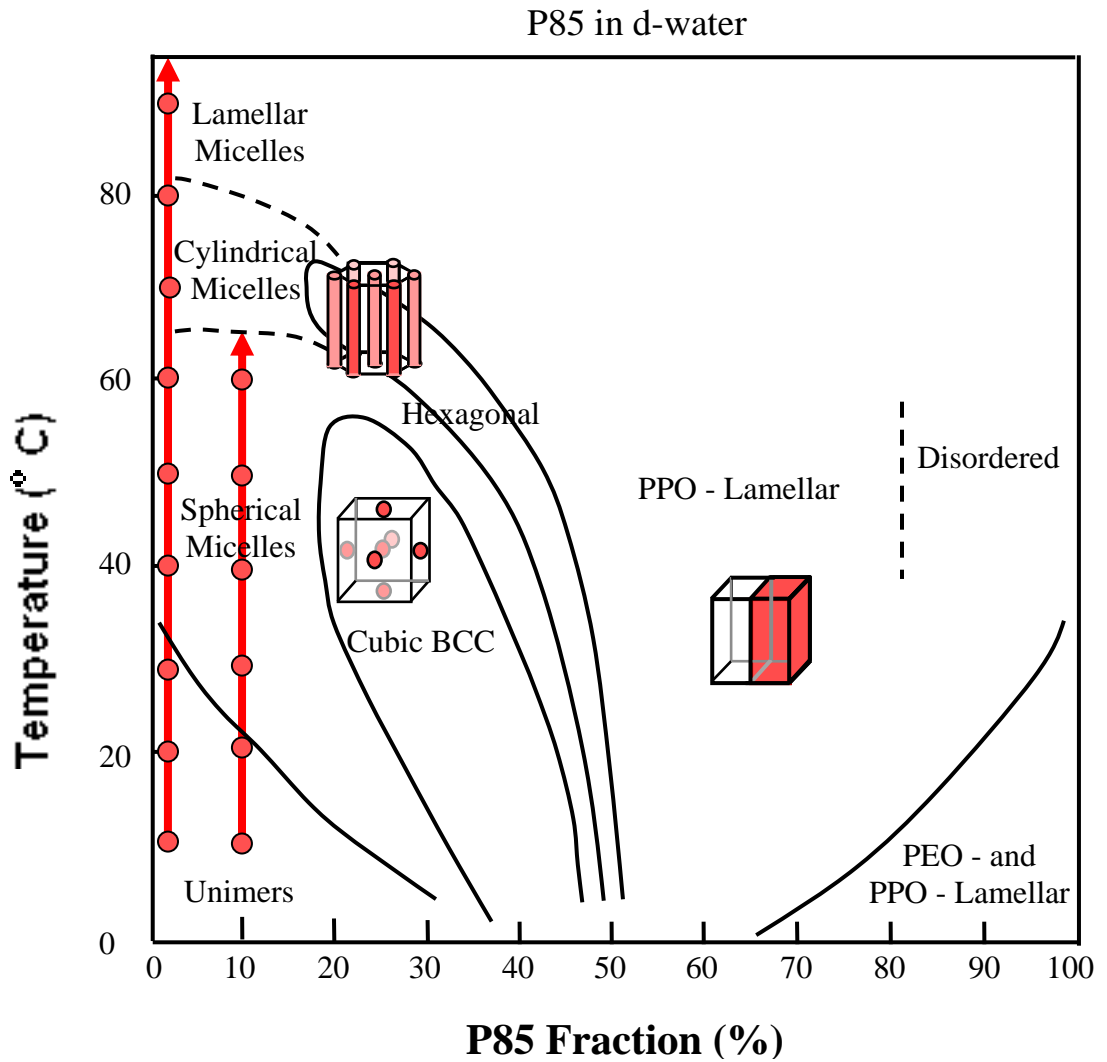 P85 in d-water
Lamellar
Micelles
80
Cylindrical
Micelles
60
Hexagonal
Disordered
PPO - Lamellar
Spherical
Micelles
40
Cubic BCC
20
PEO - and
PPO - Lamellar
Unimers
0
0 10 20 30 40 50 60 70 80 90 100
Temperature (° C)
P85 Fraction (%)